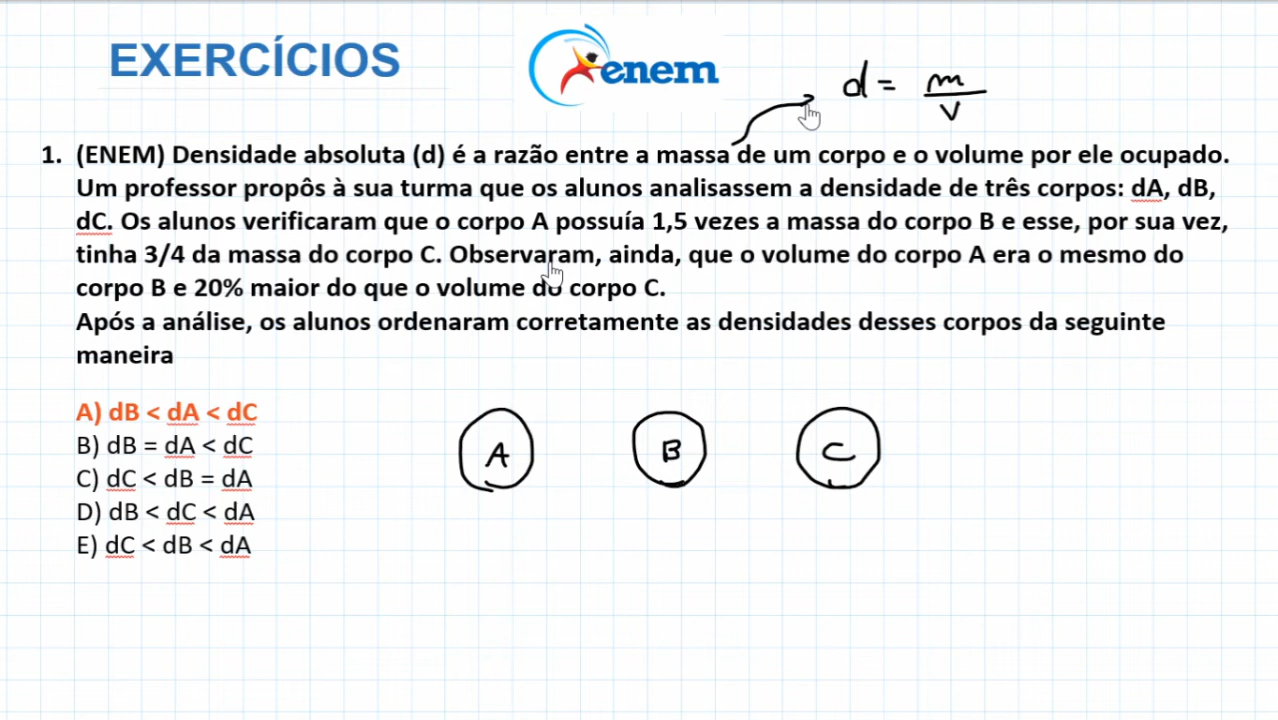 EXERCÍCIOS
enem
d = m/v
1. (ENEM) Densidade absoluta (d) é a razão entre a massa de um corpo e o volume por ele ocupado.
Um professor propôs à sua turma que os alunos analisassem a densidade de três corpos: dA, dB,
dC. Os alunos verificaram que o corpo A possuía 1,5 vezes a massa do corpo B e esse, por sua vez,
tinha 3/4 da massa do corpo C. Observaram, ainda, que o volume do corpo A era o mesmo do
corpo B e 20% maior do que o volume do corpo C.
Após a análise, os alunos ordenaram corretamente as densidades desses corpos da seguinte
maneira
A) dB < dA < dC
B) dB = dA < dC
C) dC < dB = dA
D) dB < dC < dA
E) dC < dB < dA
A B C